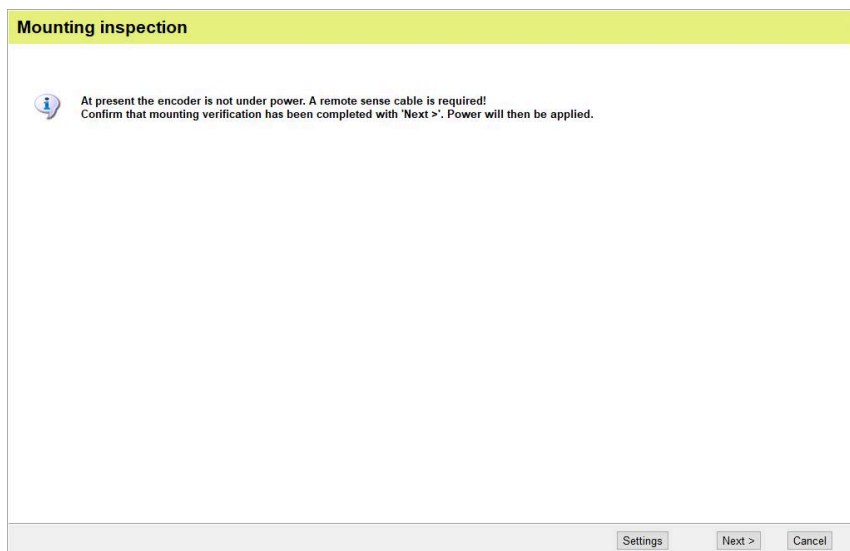 Mounting inspection
At present the encoder is not under power. A remote sense cable is required!
Confirm that mounting verification has been completed with 'Next >'. Power will then be applied.
Settings
Next >
Cancel